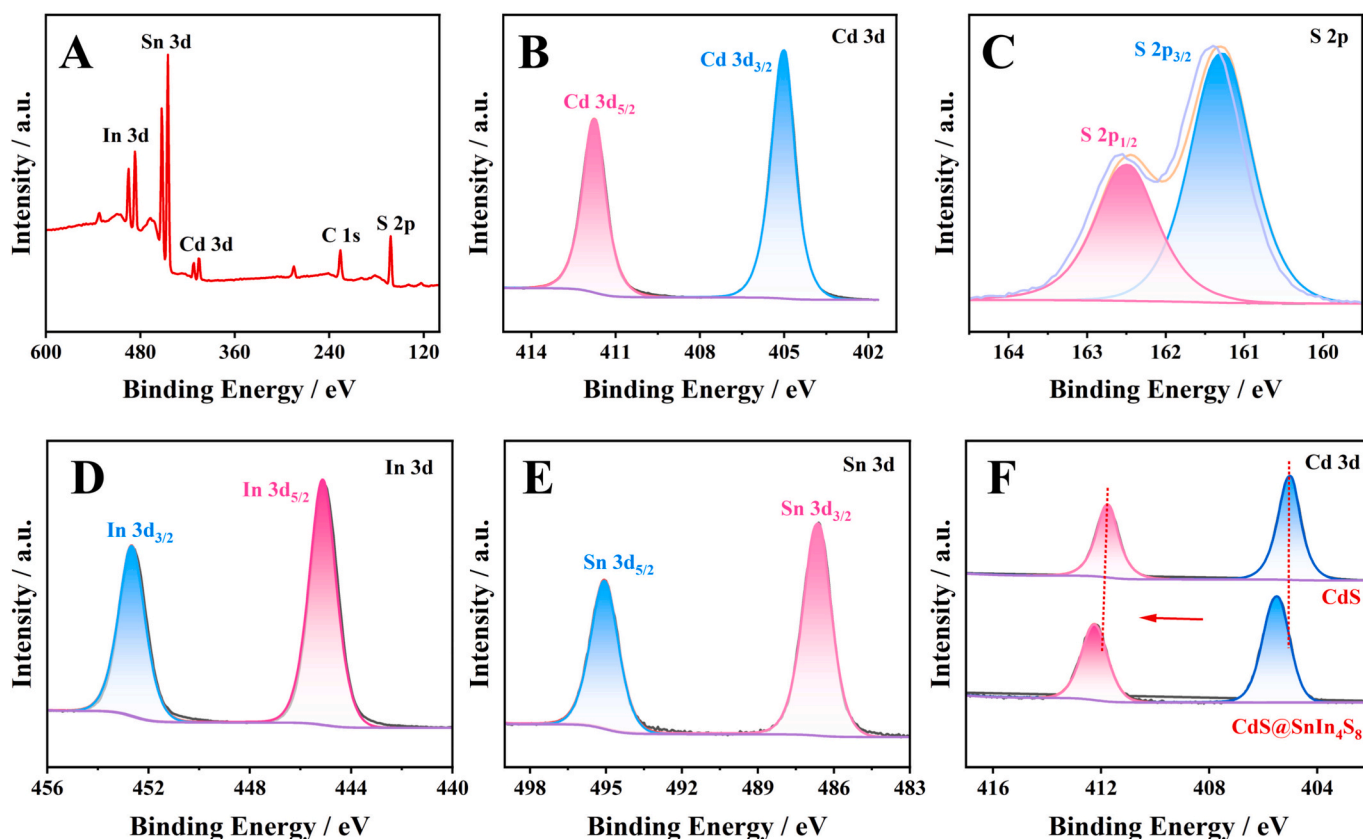 A
Sn 3d
In 3d
Cd 3d
C 1s
S 2p
Intensity / a.u.
600 480 360 240 120
Binding Energy / eV
B
Cd 3d
Cd 3d3/2
Cd 3d5/2
Intensity / a.u.
414 411 408 405 402
Binding Energy / eV
C
S 2p
S 2p3/2
S 2p1/2
Intensity / a.u.
164 163 162 161 160
Binding Energy / eV
D
In 3d
In 3d5/2
In 3d3/2
Intensity / a.u.
456 452 448 444 440
Binding Energy / eV
E
Sn 3d
Sn 3d3/2
Sn 3d5/2
Intensity / a.u.
498 495 492 489 486 483
Binding Energy / eV
F
Cd 3d
CdS
CdS@SnIn4S8
Intensity / a.u.
416 412 408 404
Binding Energy / eV